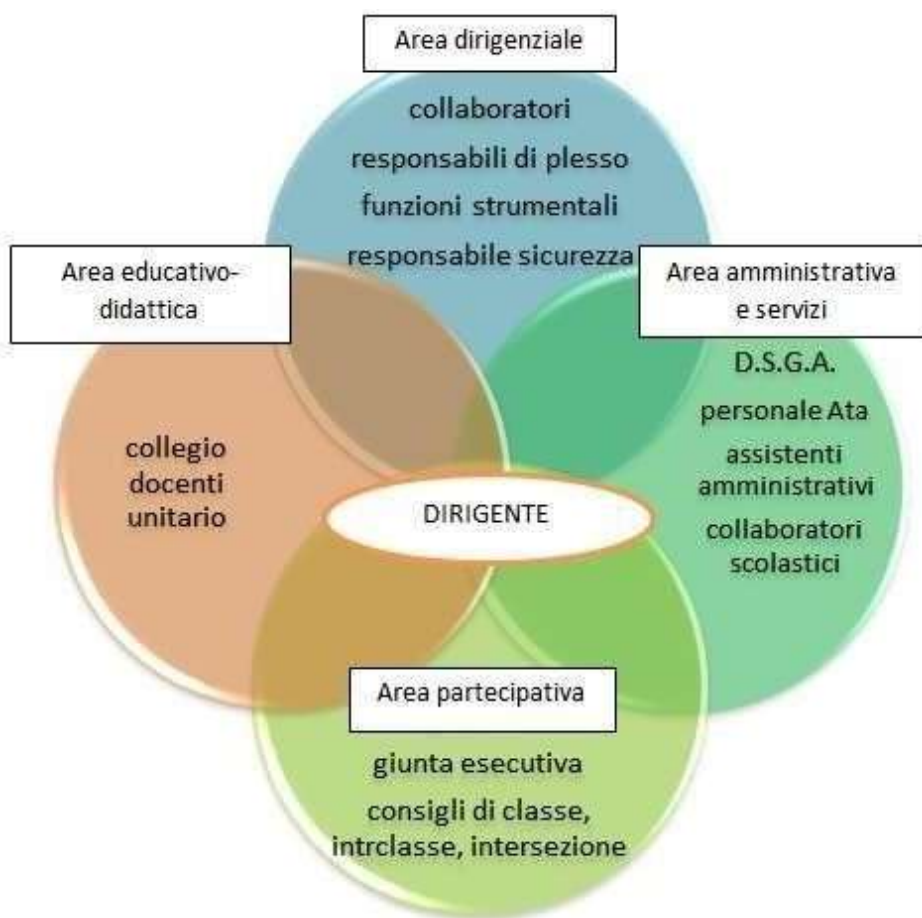 Area dirigenziale
collaboratori
responsabili di plesso
funzioni strumentali
responsabile sicurezza
Area educativo-
didattica
collegio
docenti
unitario
Area amministrativa
e servizi
D.S.G.A.
personale Ata
assistenti
amministrativi
collaboratori
scolastici
DIRIGENTE
Area partecipativa
giunta esecutiva
consigli di classe,
intrclasse, intersezione